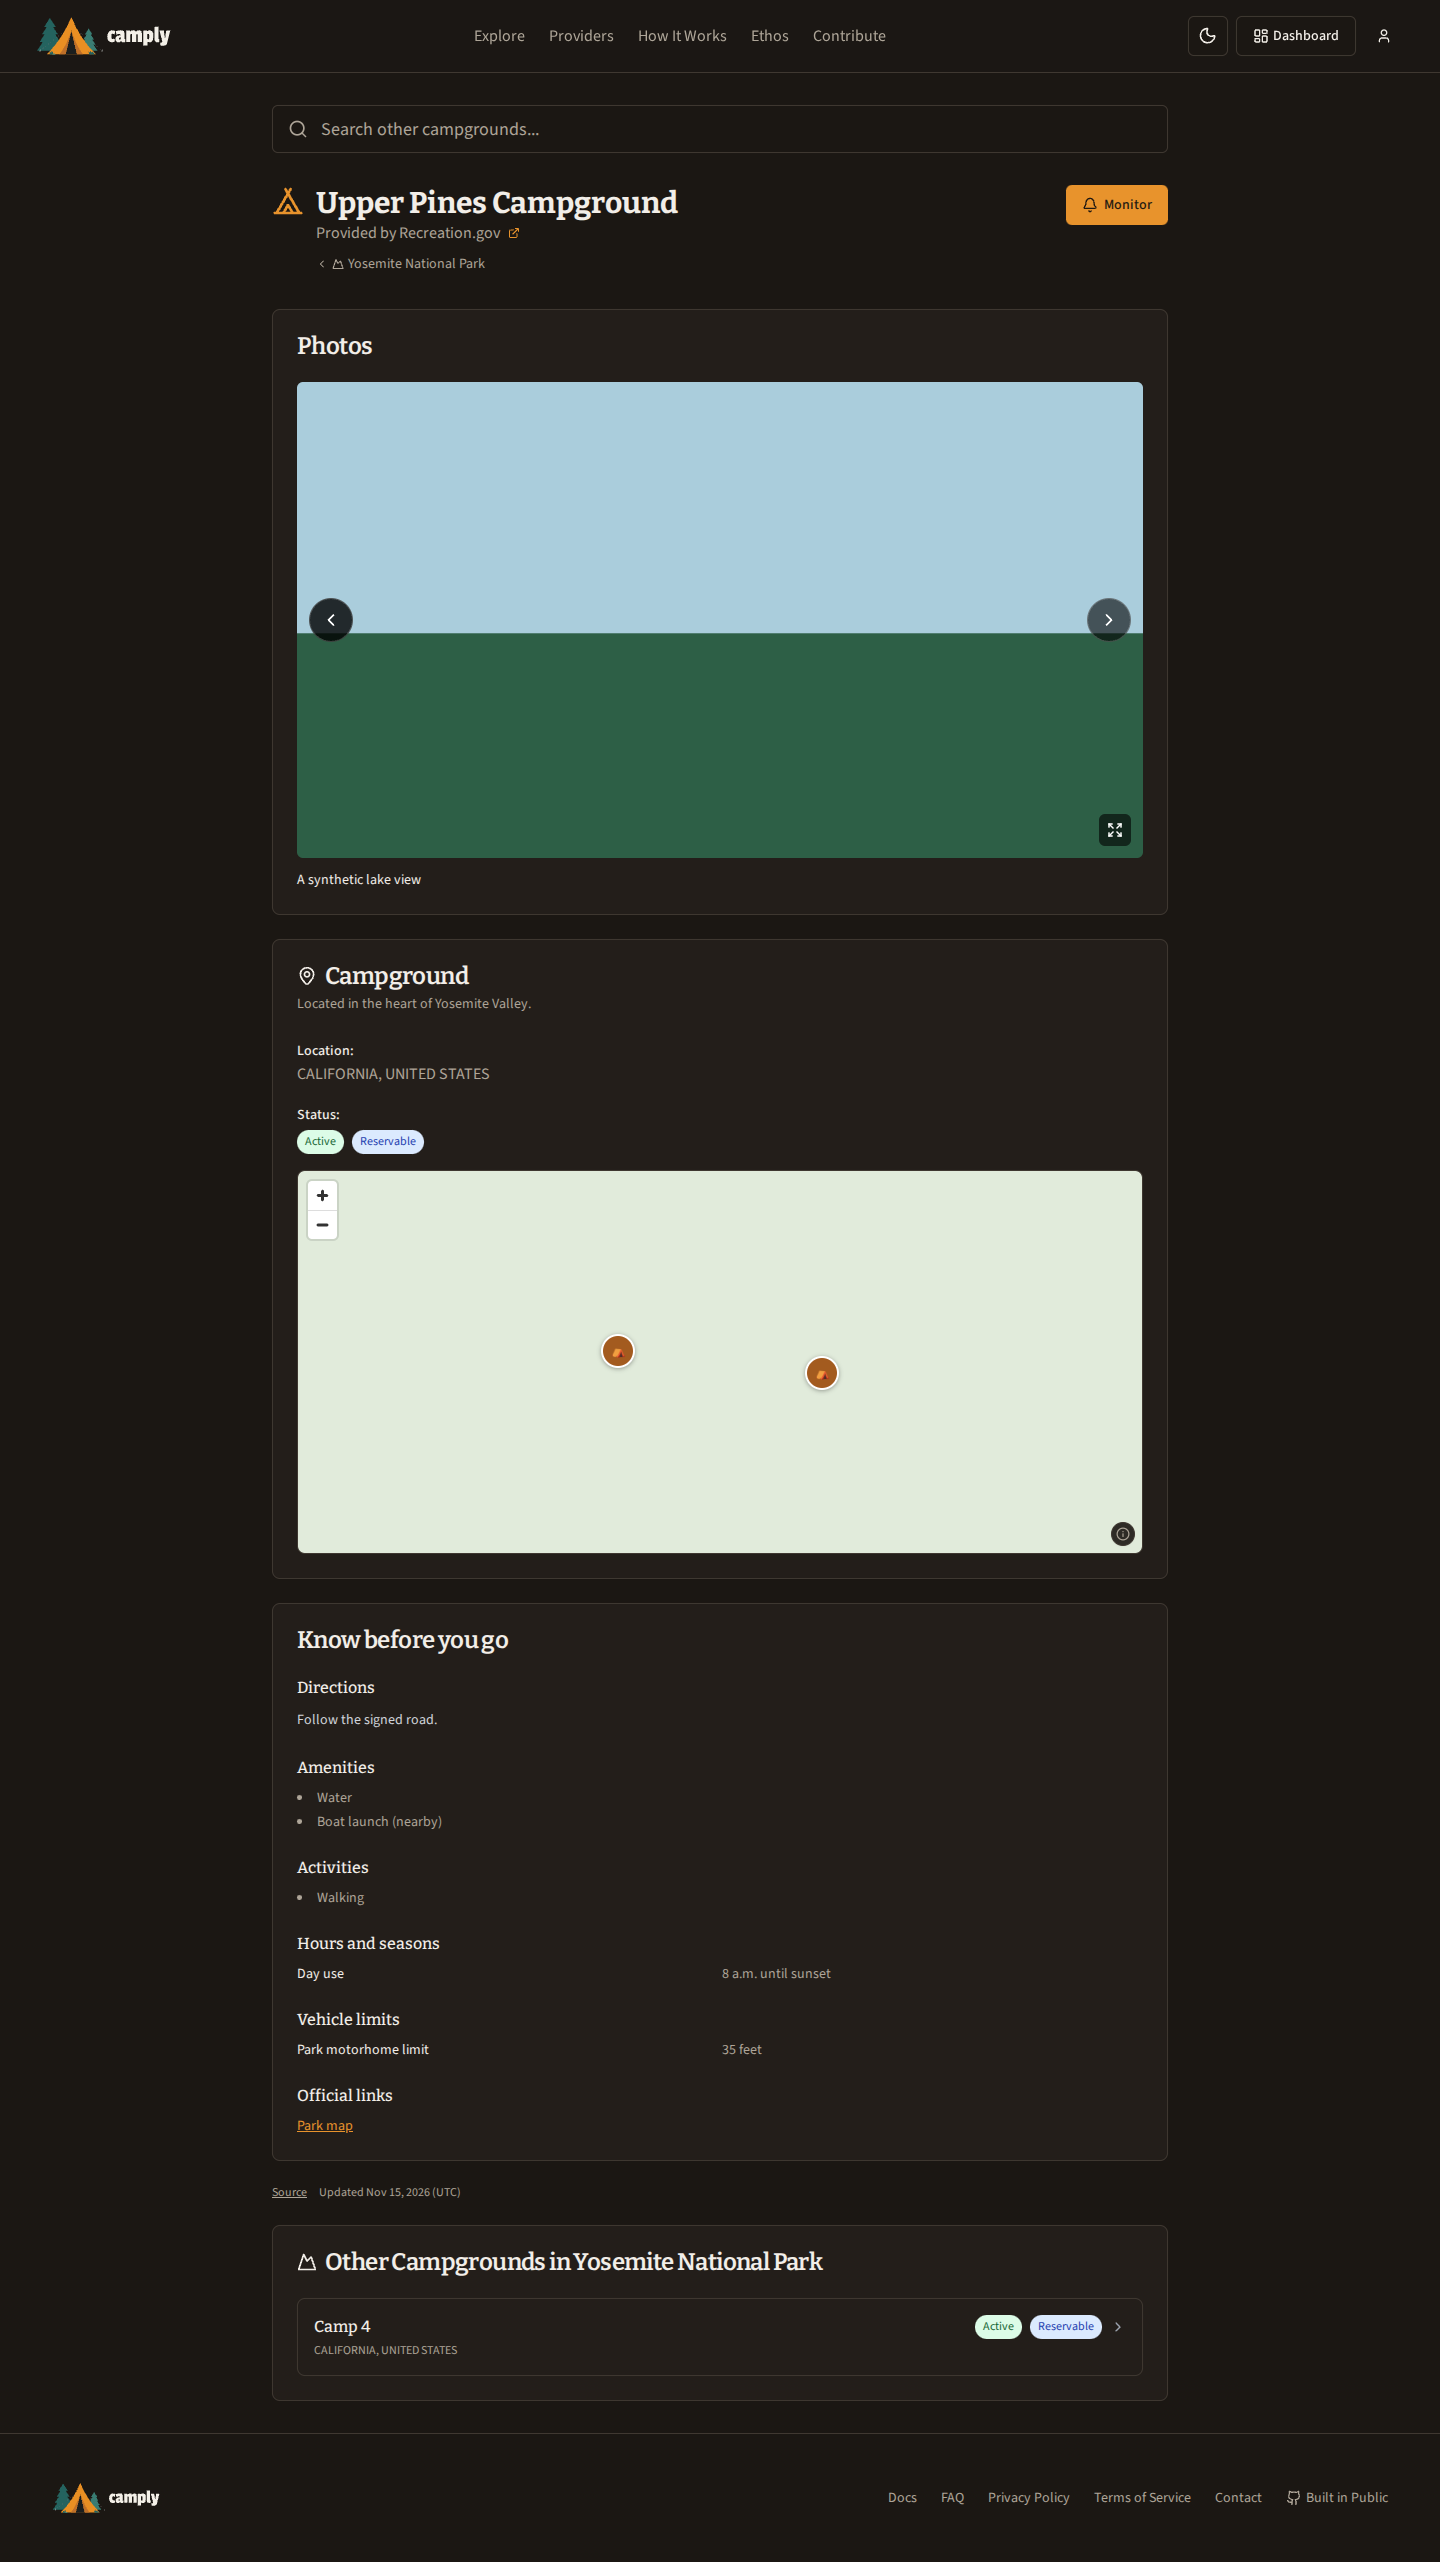 camply
Explore Providers How It Works Ethos Contribute
Dashboard
Search other campgrounds...
Upper Pines Campground
Monitor
Provided by Recreation.gov
Yosemite National Park
Photos
A synthetic lake view
Campground
Located in the heart of Yosemite Valley.
Location:
CALIFORNIA, UNITED STATES
Status:
Active Reservable
Know before you go
Directions
Follow the signed road.
Amenities
• Water
• Boat launch (nearby)
Activities
• Walking
Hours and seasons
Day use 8 a.m. until sunset
Vehicle limits
Park motorhome limit 35 feet
Official links
Park map
Source Updated Nov 15, 2026 (UTC)
Other Campgrounds in Yosemite National Park
Camp 4
Active Reservable
CALIFORNIA, UNITED STATES
camply
Docs FAQ Privacy Policy Terms of Service Contact Built in Public